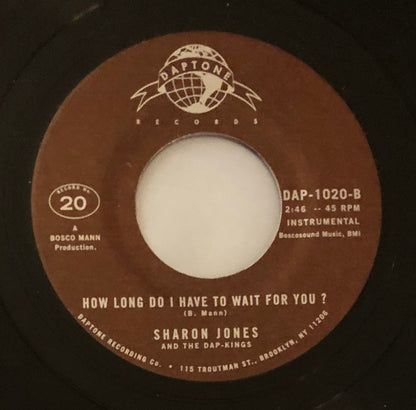 DAPTONE
RECORDS
RECORD No.
20
A
BOSCO MANN
Production.
DAP-1020-B
2:46 -- 45 RPM
INSTRUMENTAL
Boscosound Music, BMI
HOW LONG DO I HAVE TO WAIT FOR YOU ?
(B. Mann)
SHARON JONES
AND THE DAP-KINGS
DAPTONE RECORDING Co. • 115 TROUTMAN ST., BROOKLYN, NY 11206